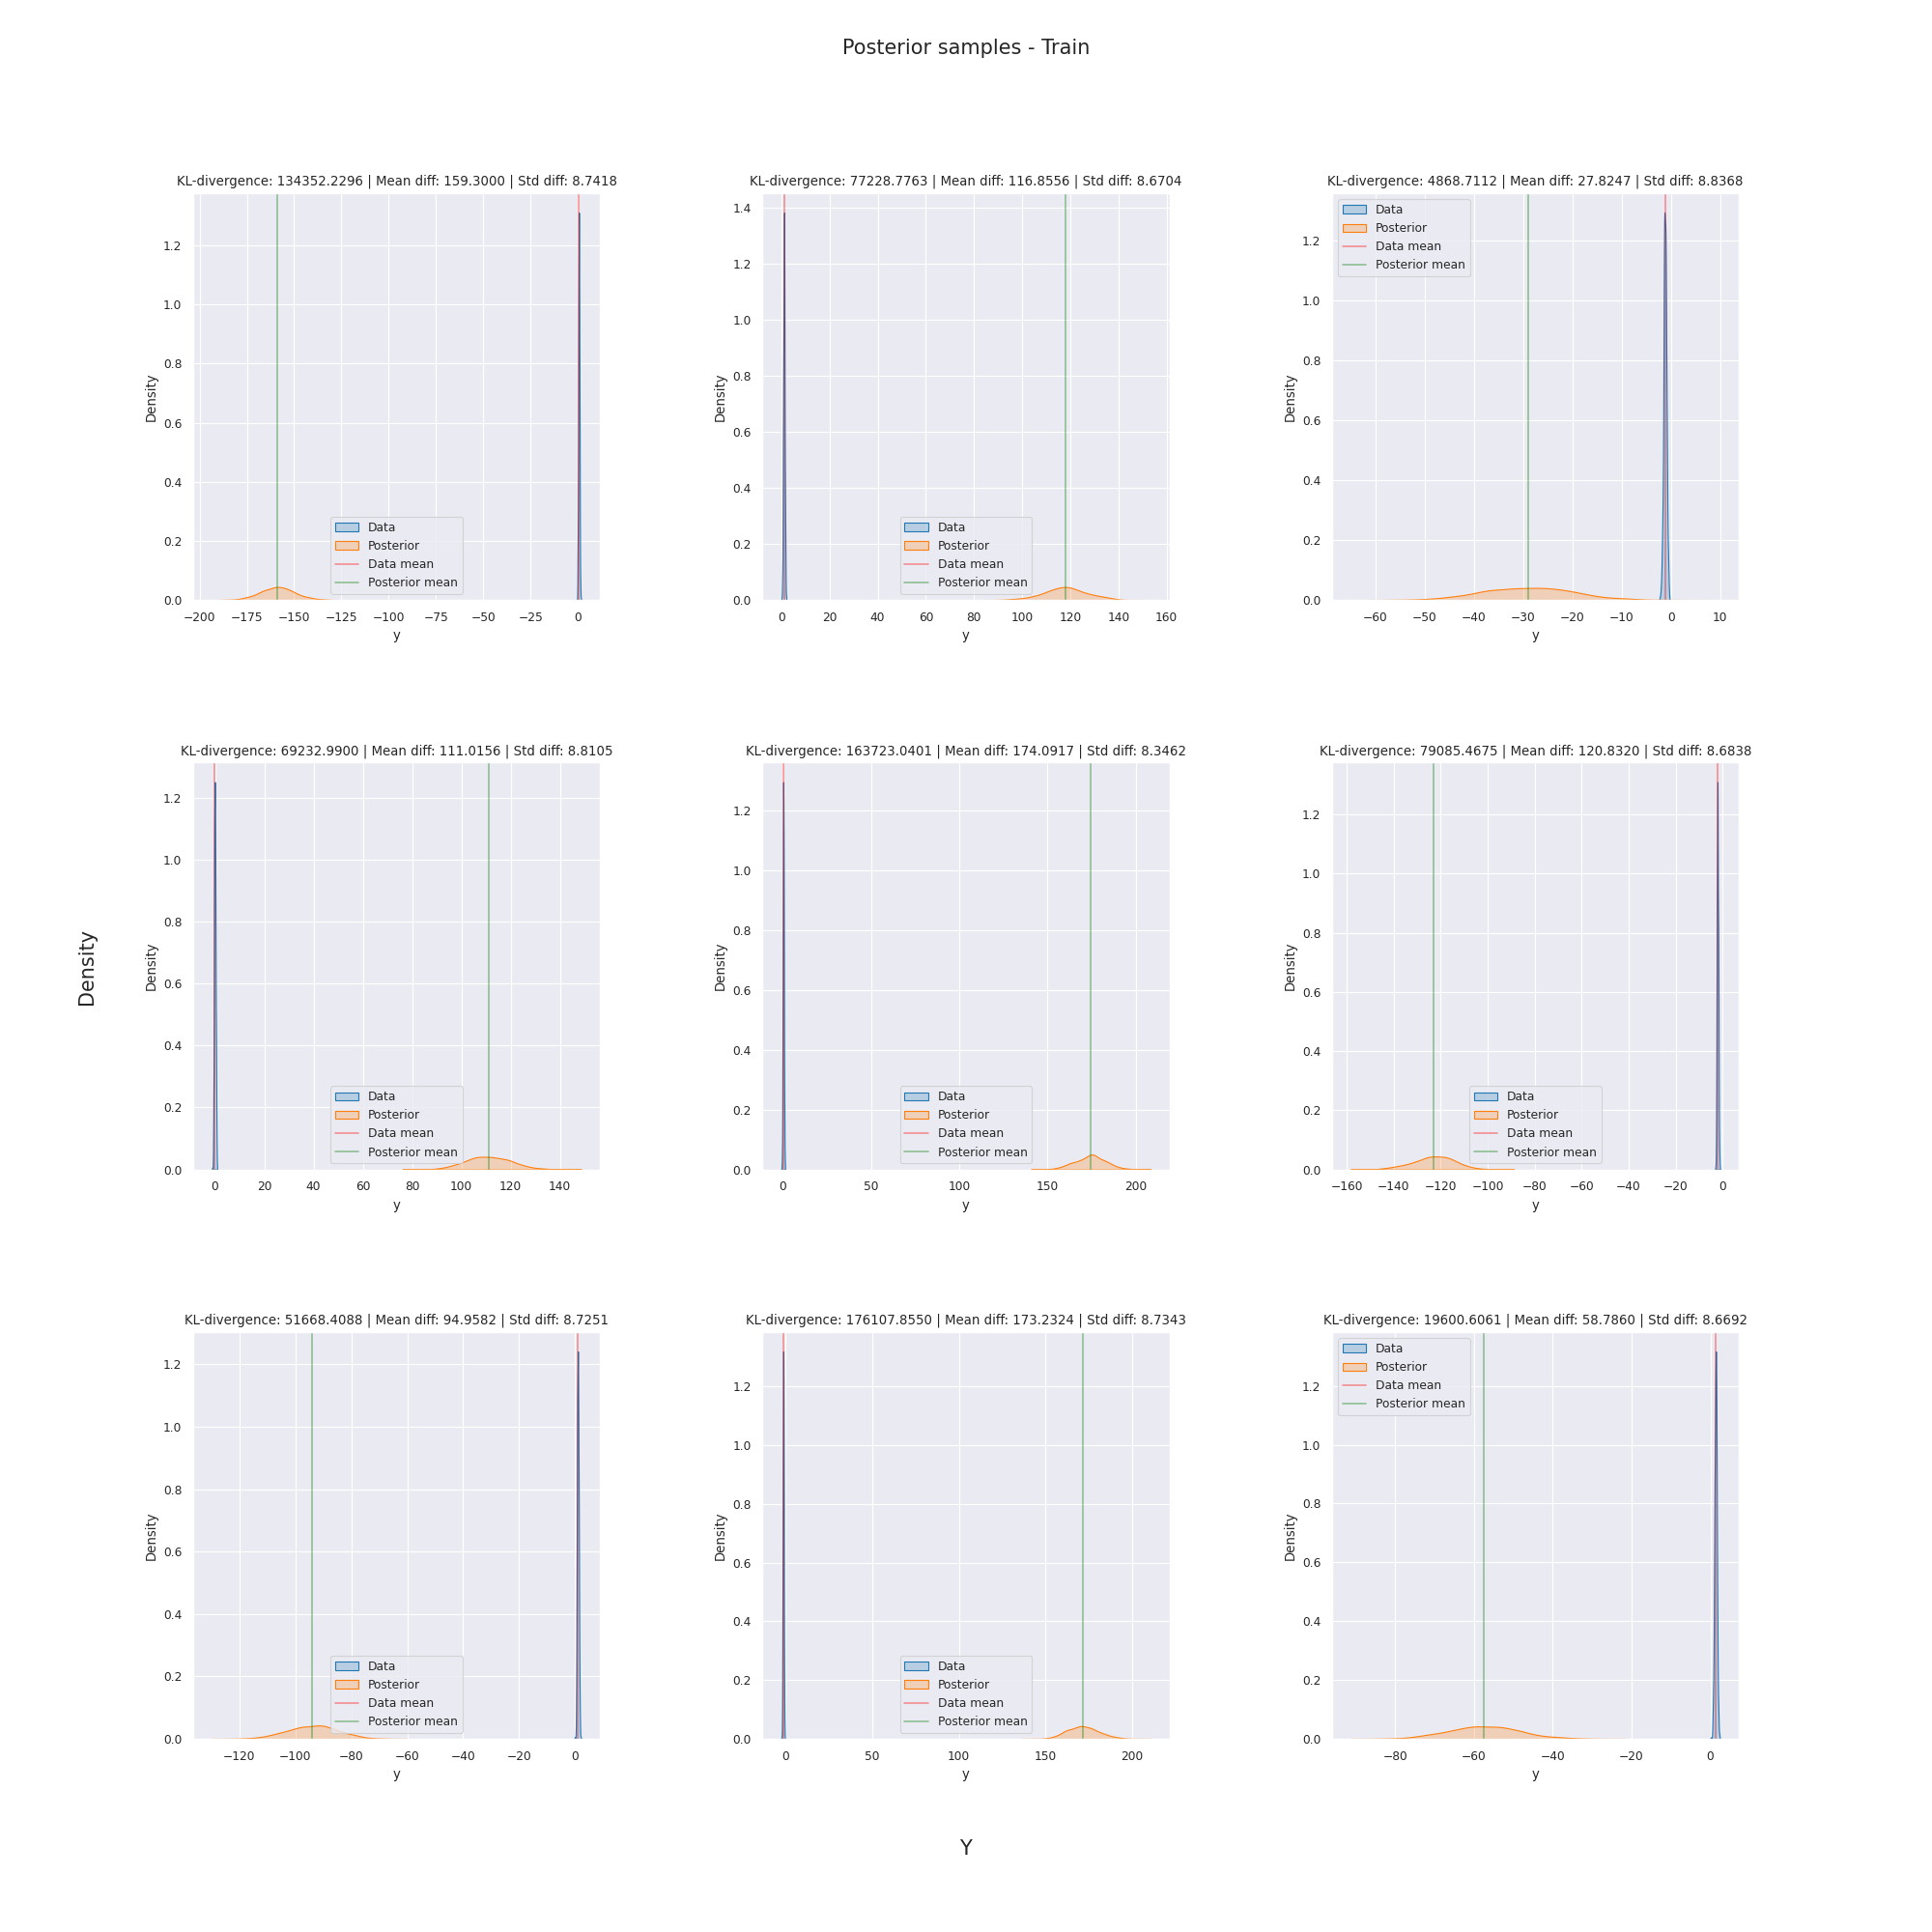 Posterior samples - Train
KL-divergence: 134352.2296 | Mean diff: 159.3000 | Std diff: 8.7418
Density
1.2
1.0
0.8
0.6
0.4
0.2
0.0
Data
Posterior
Data mean
Posterior mean
−200 −175 −150 −125 −100 −75 −50 −25 0
y
KL-divergence: 77228.7763 | Mean diff: 116.8556 | Std diff: 8.6704
Density
1.4
1.2
1.0
0.8
0.6
0.4
0.2
0.0
Data
Posterior
Data mean
Posterior mean
0 20 40 60 80 100 120 140 160
y
KL-divergence: 4868.7112 | Mean diff: 27.8247 | Std diff: 8.8368
Density
1.2
1.0
0.8
0.6
0.4
0.2
0.0
Data
Posterior
Data mean
Posterior mean
−60 −50 −40 −30 −20 −10 0 10
y
Density
KL-divergence: 69232.9900 | Mean diff: 111.0156 | Std diff: 8.8105
Density
1.2
1.0
0.8
0.6
0.4
0.2
0.0
Data
Posterior
Data mean
Posterior mean
0 20 40 60 80 100 120 140
y
KL-divergence: 163723.0401 | Mean diff: 174.0917 | Std diff: 8.3462
Density
1.2
1.0
0.8
0.6
0.4
0.2
0.0
Data
Posterior
Data mean
Posterior mean
0 50 100 150 200
y
KL-divergence: 79085.4675 | Mean diff: 120.8320 | Std diff: 8.6838
Density
1.2
1.0
0.8
0.6
0.4
0.2
0.0
Data
Posterior
Data mean
Posterior mean
−160 −140 −120 −100 −80 −60 −40 −20 0
y
KL-divergence: 51668.4088 | Mean diff: 94.9582 | Std diff: 8.7251
Density
1.2
1.0
0.8
0.6
0.4
0.2
0.0
Data
Posterior
Data mean
Posterior mean
−120 −100 −80 −60 −40 −20 0
y
KL-divergence: 176107.8550 | Mean diff: 173.2324 | Std diff: 8.7343
Density
1.2
1.0
0.8
0.6
0.4
0.2
0.0
Data
Posterior
Data mean
Posterior mean
0 50 100 150 200
y
KL-divergence: 19600.6061 | Mean diff: 58.7860 | Std diff: 8.6692
Density
1.2
1.0
0.8
0.6
0.4
0.2
0.0
Data
Posterior
Data mean
Posterior mean
−80 −60 −40 −20 0
y
Y